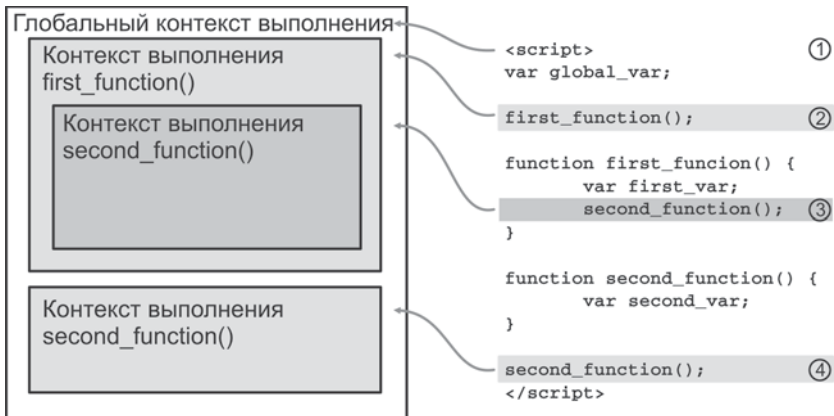 Глобальный контекст выполнения
Контекст выполнения
first_function()
Контекст выполнения
second_function()
Контекст выполнения
second_function()
<script> ①
var global_var;
first_function(); ②
function first_funcion() {
var first_var;
second_function(); ③
}
function second_function() {
var second_var;
}
second_function(); ④
</script>